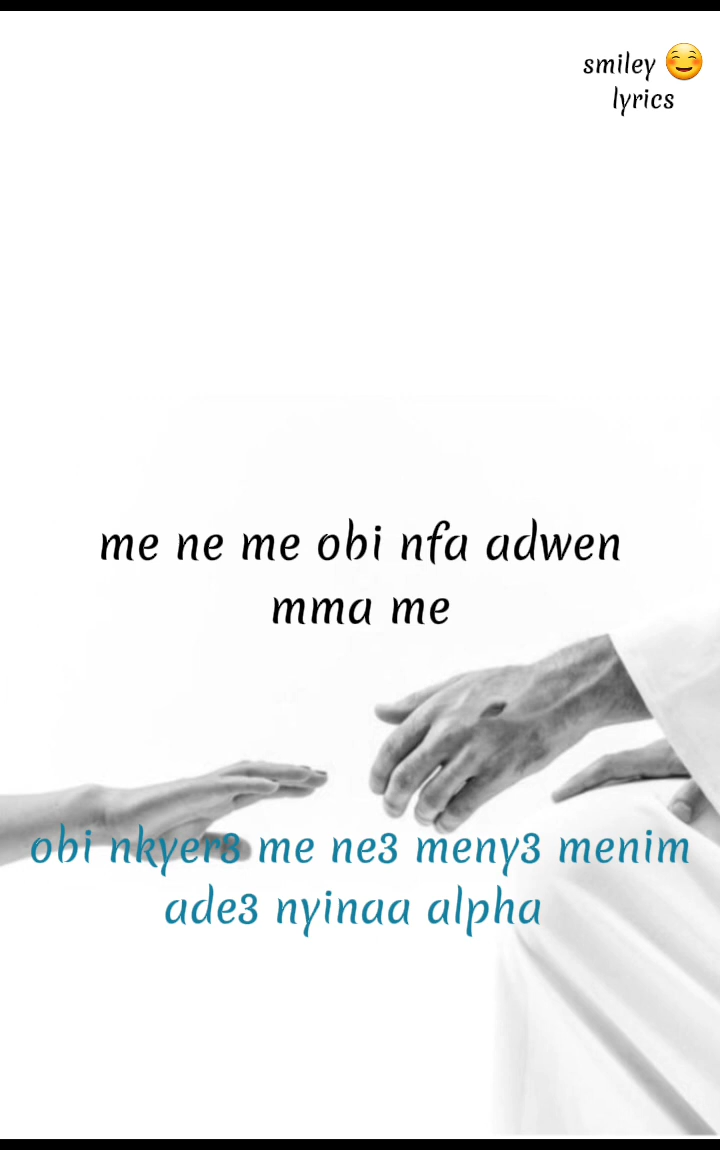 smiley 😊
lyrics
me ne me obi nfa adwen
mma me
obi nkyer3 me ne3 meny3 menim
ade3 nyinaa alpha